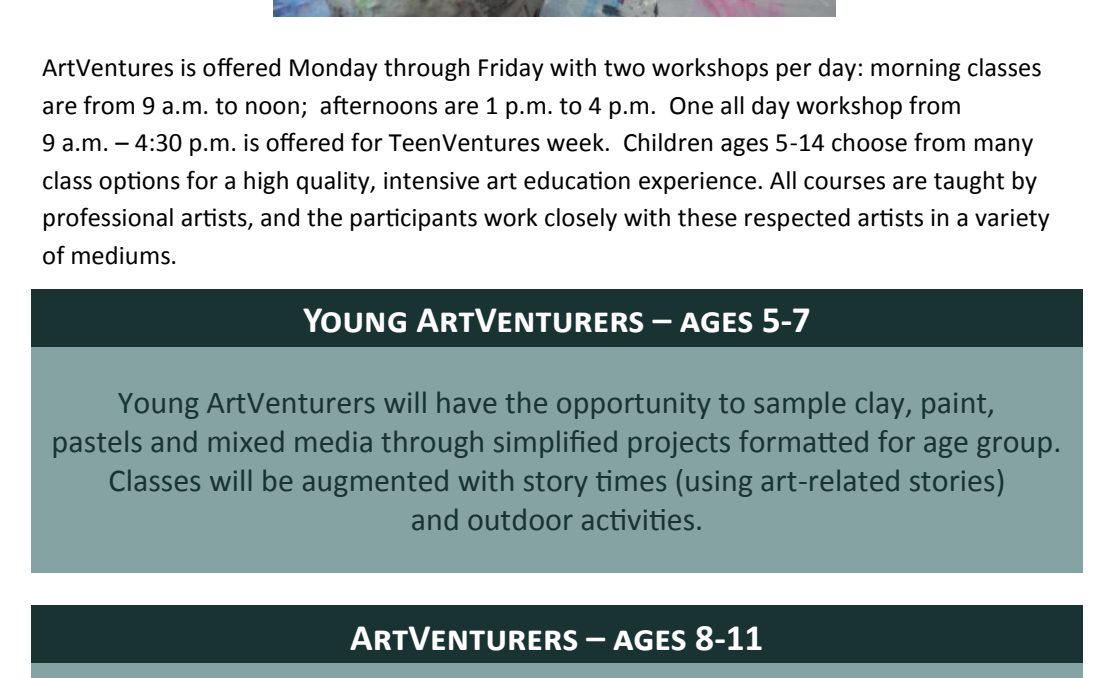 ArtVentures is offered Monday through Friday with two workshops per day: morning classes
are from 9 a.m. to noon;  afternoons are 1 p.m. to 4 p.m.  One all day workshop from
9 a.m. – 4:30 p.m. is offered for TeenVentures week.  Children ages 5-14 choose from many
class options for a high quality, intensive art education experience. All courses are taught by
professional artists, and the participants work closely with these respected artists in a variety
of mediums.
Young ArtVenturers – ages 5-7
Young ArtVenturers will have the opportunity to sample clay, paint,
pastels and mixed media through simplified projects formatted for age group.
Classes will be augmented with story times (using art-related stories)
and outdoor activities.
ArtVenturers – ages 8-11